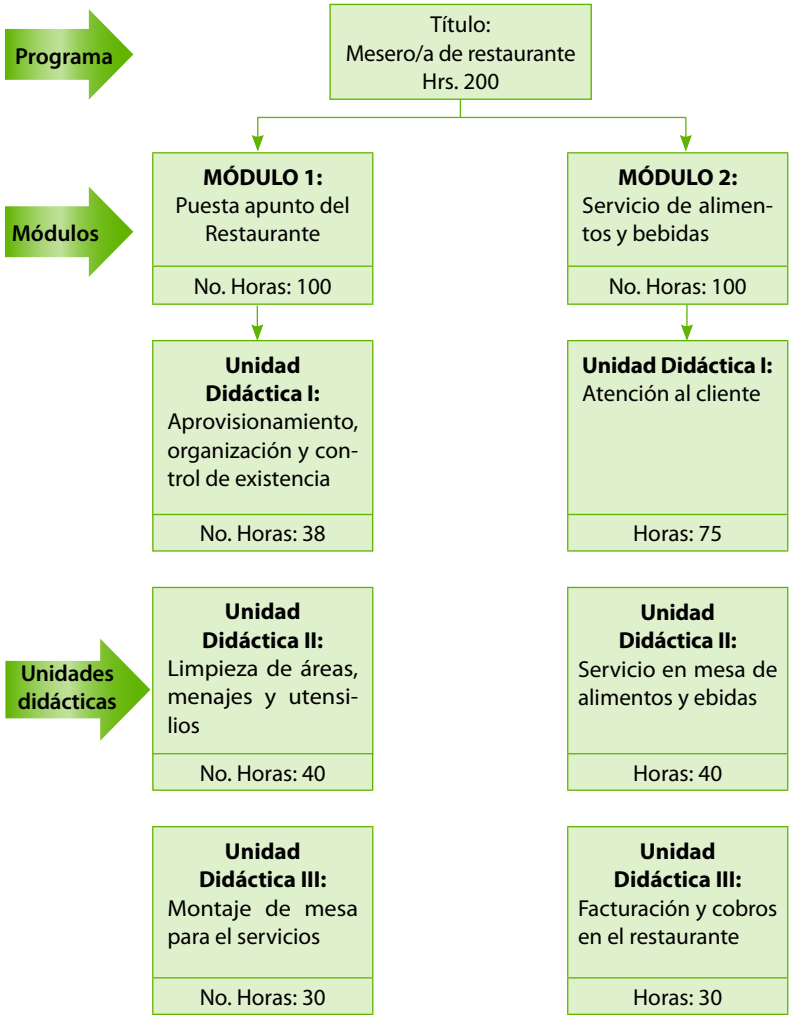 Programa
Título:
Mesero/a de restaurante
Hrs. 200
Módulos
MÓDULO 1:
Puesta apunto del
Restaurante
No. Horas: 100
MÓDULO 2:
Servicio de alimen-
tos y bebidas
No. Horas: 100
Unidad
Didáctica I:
Aprovisionamiento,
organización y con-
trol de existencia
No. Horas: 38
Unidad Didáctica I:
Atención al cliente
Horas: 75
Unidades
didácticas
Unidad
Didáctica II:
Limpieza de áreas,
menajes y utensi-
lios
No. Horas: 40
Unidad
Didáctica II:
Servicio en mesa de
alimentos y ebidas
Horas: 40
Unidad
Didáctica III:
Montaje de mesa
para el servicios
No. Horas: 30
Unidad
Didáctica III:
Facturación y cobros
en el restaurante
Horas: 30